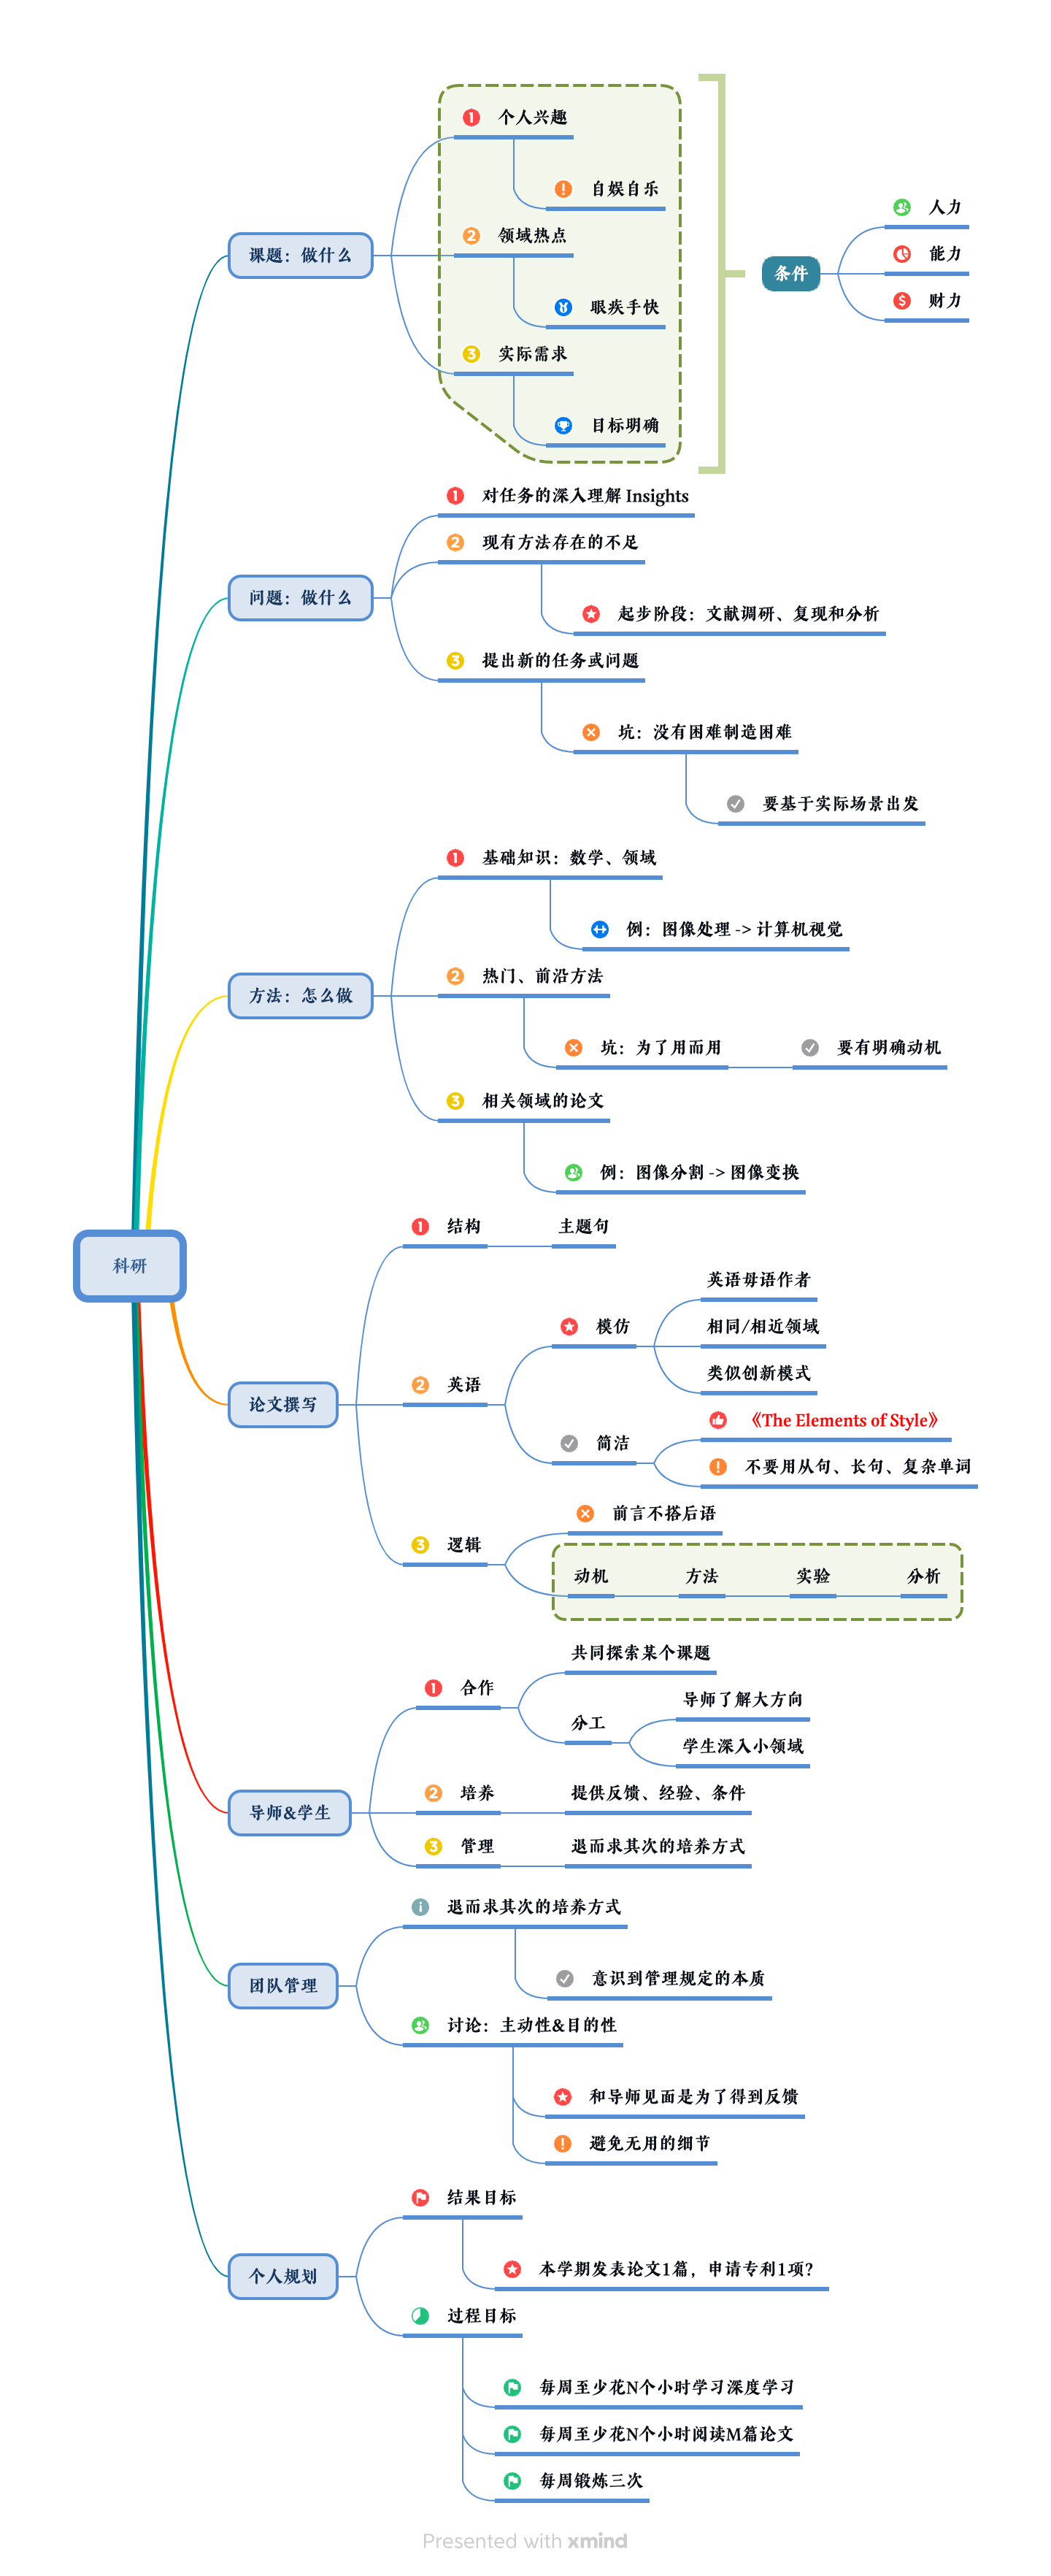 科研
课题：做什么
个人兴趣
自娱自乐
领域热点
眼疾手快
实际需求
目标明确
条件
人力
能力
财力
问题：做什么
对任务的深入理解 Insights
现有方法存在的不足
起步阶段：文献调研、复现和分析
提出新的任务或问题
坑：没有困难制造困难
要基于实际场景出发
方法：怎么做
基础知识：数学、领域
例：图像处理 -> 计算机视觉
热门、前沿方法
坑：为了用而用
要有明确动机
相关领域的论文
例：图像分割 -> 图像变换
论文撰写
结构
主题句
英语
模仿
英语母语作者
相同/相近领域
类似创新模式
简洁
《The Elements of Style》
不要用从句、长句、复杂单词
逻辑
前言不搭后语
动机
方法
实验
分析
导师&学生
合作
共同探索某个课题
分工
导师了解大方向
学生深入小领域
培养
提供反馈、经验、条件
管理
退而求其次的培养方式
团队管理
退而求其次的培养方式
意识到管理规定的本质
讨论：主动性&目的性
和导师见面是为了得到反馈
避免无用的细节
个人规划
结果目标
本学期发表论文1篇，申请专利1项？
过程目标
每周至少花N个小时学习深度学习
每周至少花N个小时阅读M篇论文
每周锻炼三次
Presented with xmind